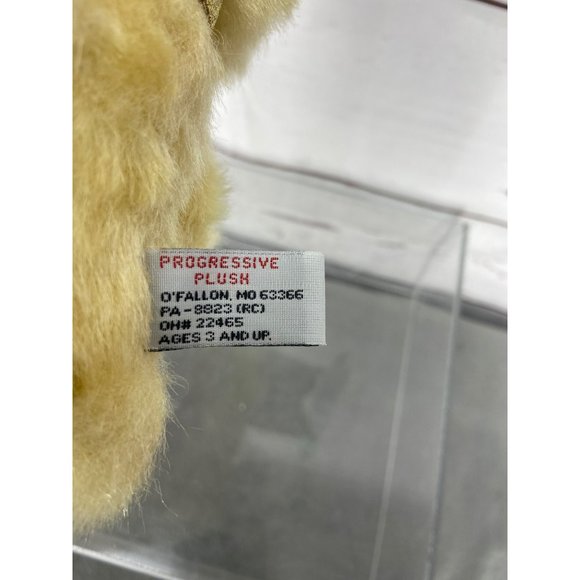 PROGRESSIVE
PLUSH
O'FALLON, MO 63366
PA-8823 (RC)
OH# 22465
AGES 3 AND UP.